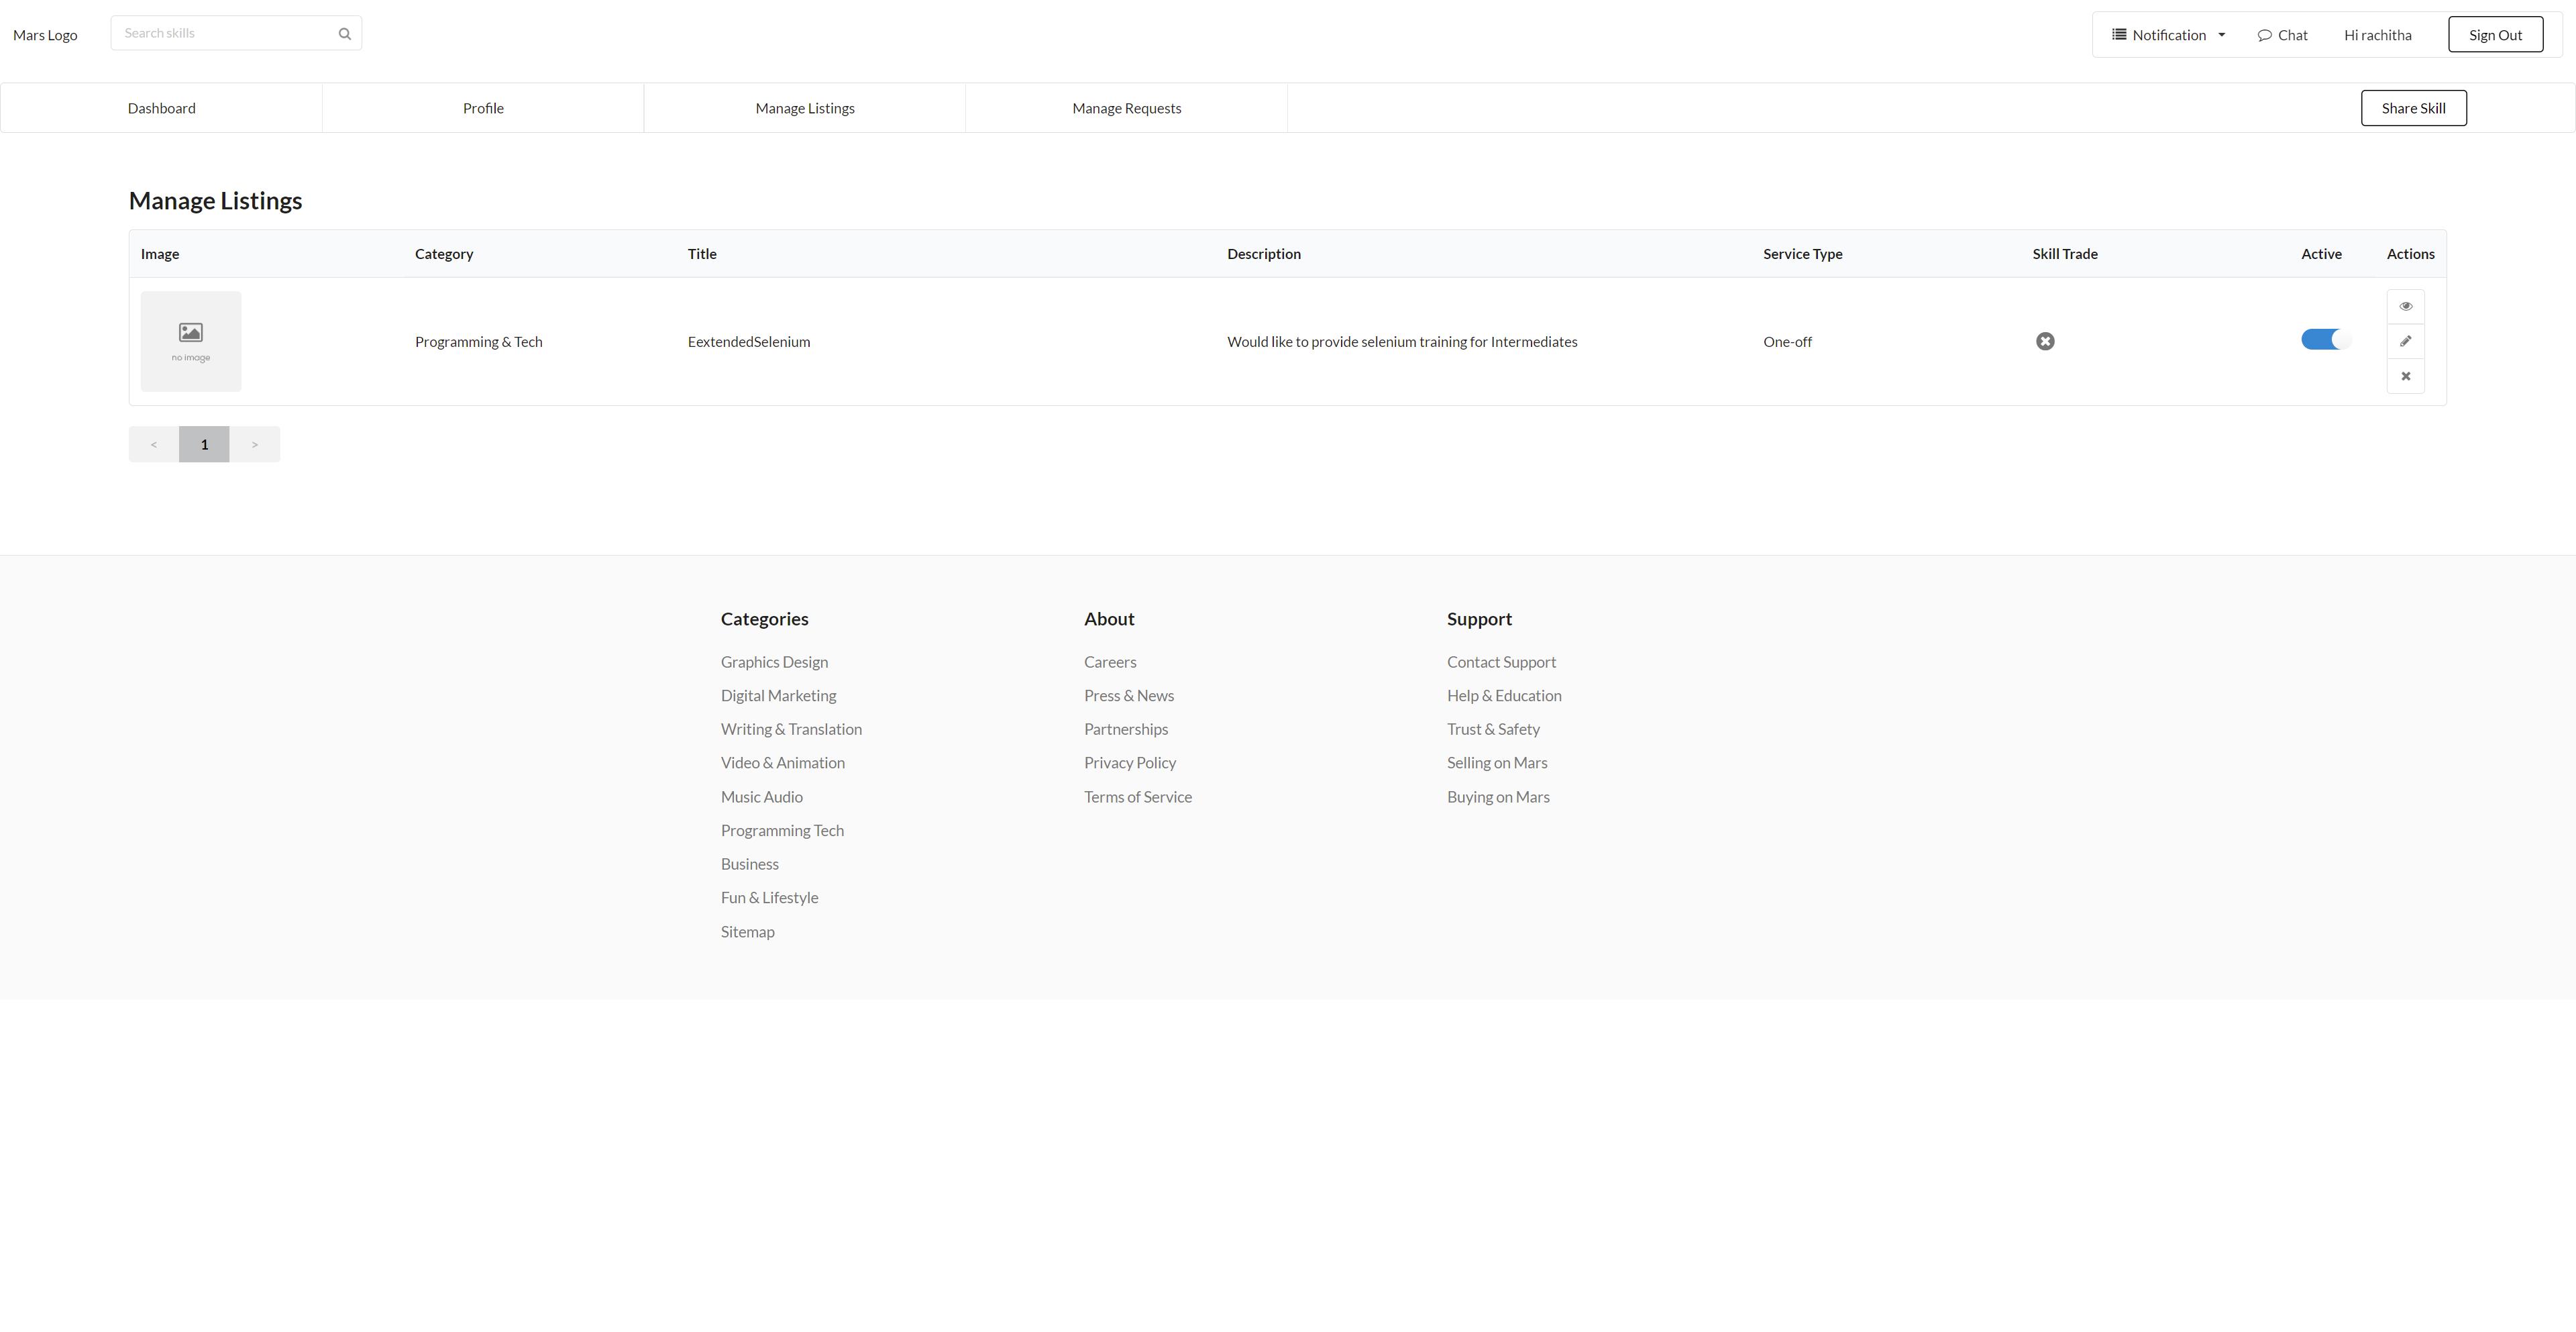 Mars Logo
Search skills
Notification
Chat
Hi rachitha
Sign Out
Dashboard
Profile
Manage Listings
Manage Requests
Share Skill
Manage Listings
Image Category Title Description Service Type Skill Trade Active Actions
no image
Programming & Tech EextendedSelenium Would like to provide selenium training for Intermediates One-off
< 1 >
Categories
Graphics Design
Digital Marketing
Writing & Translation
Video & Animation
Music Audio
Programming Tech
Business
Fun & Lifestyle
Sitemap
About
Careers
Press & News
Partnerships
Privacy Policy
Terms of Service
Support
Contact Support
Help & Education
Trust & Safety
Selling on Mars
Buying on Mars